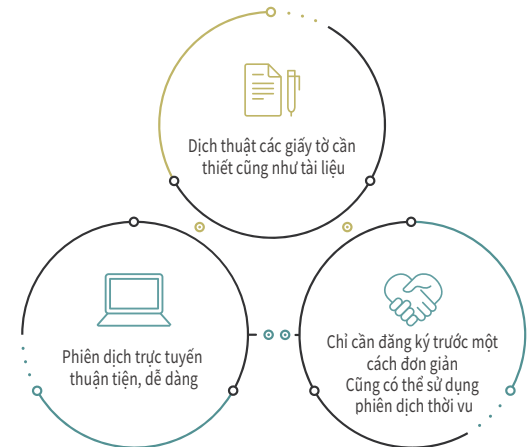 Dịch thuật các giấy tờ cần
thiết cũng như tài liệu
Phiên dịch trực tuyến
thuận tiện, dễ dàng
Chỉ cần đăng ký trước một
cách đơn giản
Cũng có thể sử dụng
phiên dịch thời vụ